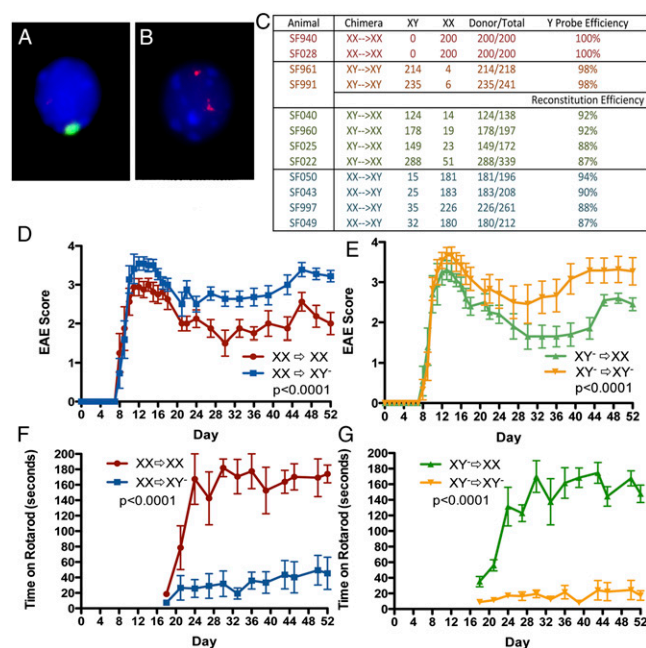 A
B
C
Animal Chimera XY XX Donor/Total Y Probe Efficiency
SF940 XX-->XX 0 200 200/200 100%
SF028 XX-->XX 0 200 200/200 100%
SF961 XY-->XY 214 4 214/218 98%
SF991 XY-->XY 235 6 235/241 98%
Reconstitution Efficiency
SF040 XY-->XX 124 14 124/138 92%
SF960 XY-->XX 178 19 178/197 92%
SF025 XY-->XX 149 23 149/172 88%
SF022 XY-->XX 288 51 288/339 87%
SF050 XX-->XY 15 181 181/196 94%
SF043 XX-->XY 25 183 183/208 90%
SF997 XX-->XY 35 226 226/261 88%
SF049 XX-->XY 32 180 180/212 87%
D
EAE Score
4
3
2
1
0
XX ⇨ XX
XX ⇨ XY⁻
p<0.0001
0 4 8 12 16 20 24 28 32 36 40 44 48 52
Day
E
EAE Score
4
3
2
1
0
XY⁻ ⇨ XX
XY⁻ ⇨ XY⁻
p<0.0001
0 4 8 12 16 20 24 28 32 36 40 44 48 52
Day
F
Time on Rotarod (seconds)
200
180
160
140
120
100
80
60
40
20
0
XX⇨XX
XX⇨XY⁻
p<0.0001
0 4 8 12 16 20 24 28 32 36 40 44 48 52
Day
G
Time on Rotarod (seconds)
200
180
160
140
120
100
80
60
40
20
0
XY⁻⇨XX
XY⁻⇨XY⁻
p<0.0001
0 4 8 12 16 20 24 28 32 36 40 44 48 52
Day